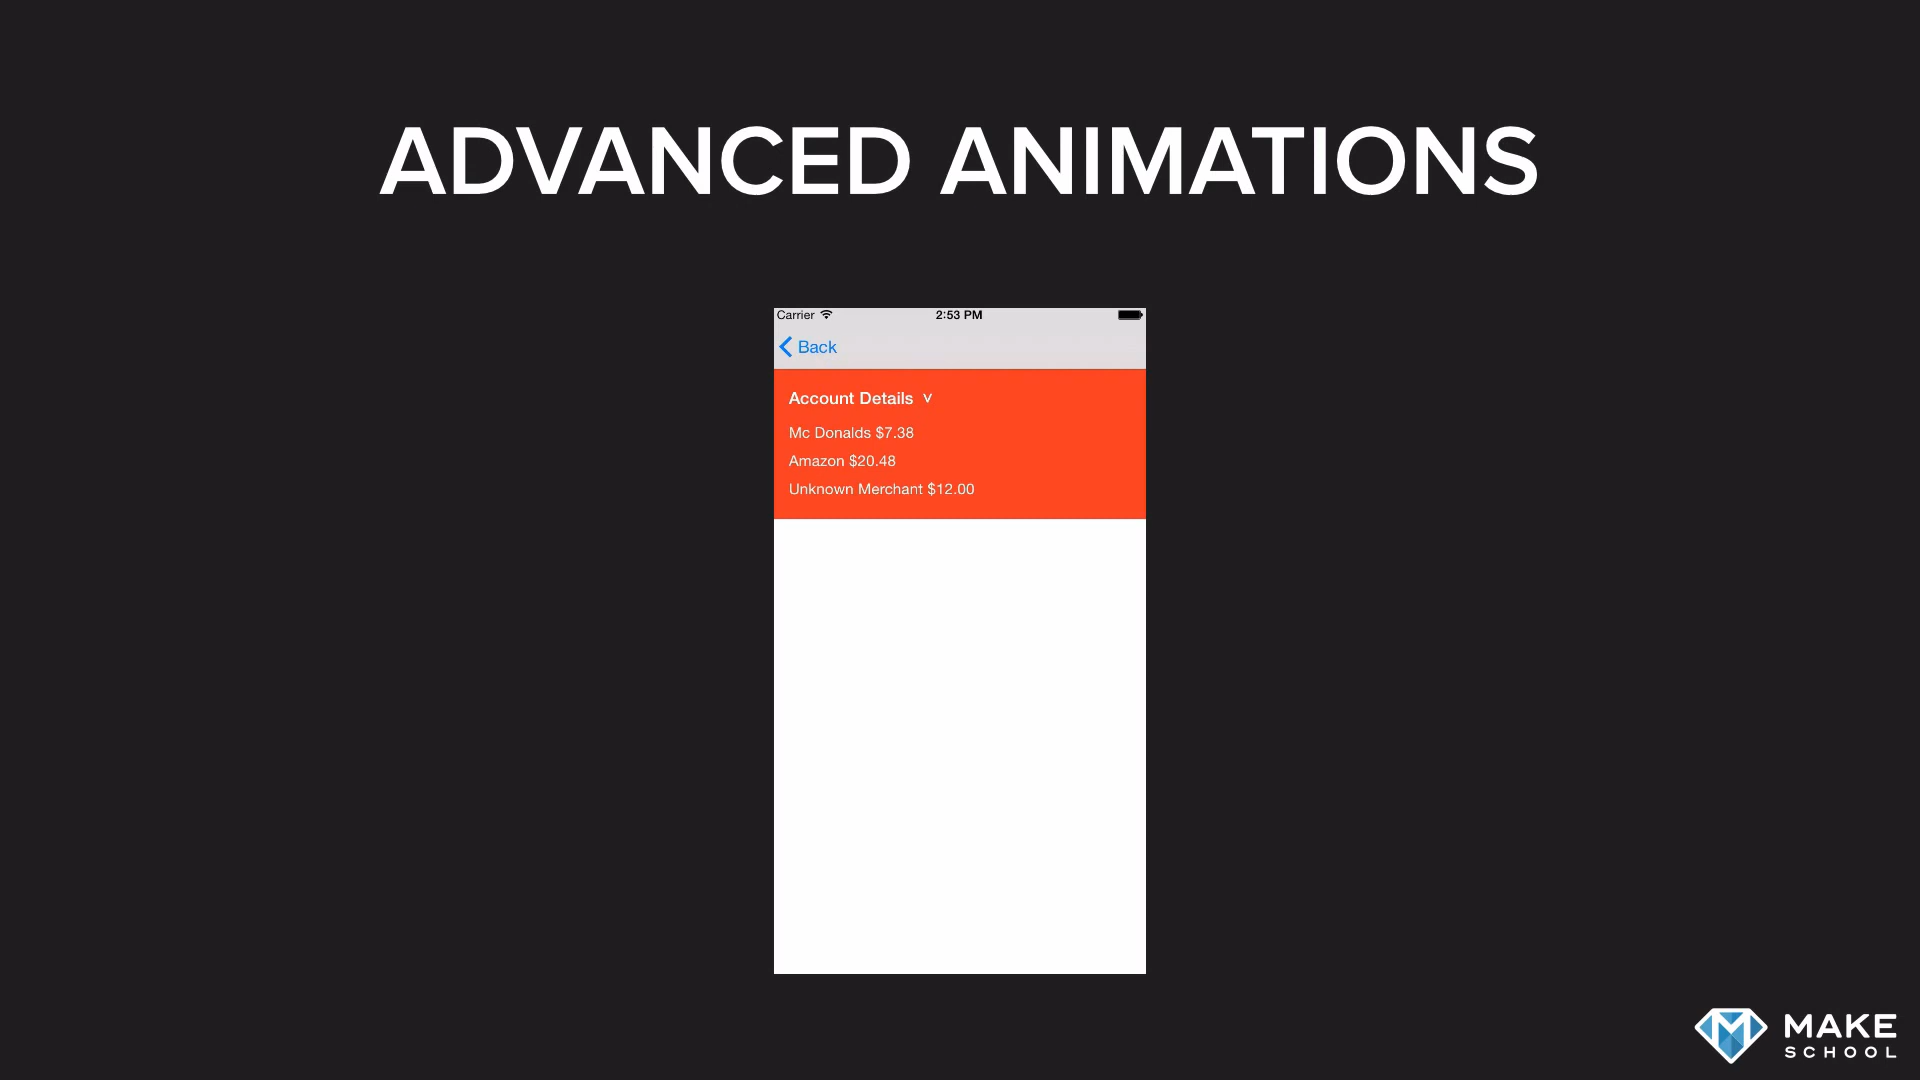 ADVANCED ANIMATIONS
Carrier 2:53 PM
Back
Account Details V
Mc Donalds $7.38
Amazon $20.48
Unknown Merchant $12.00
MAKE
SCHOOL